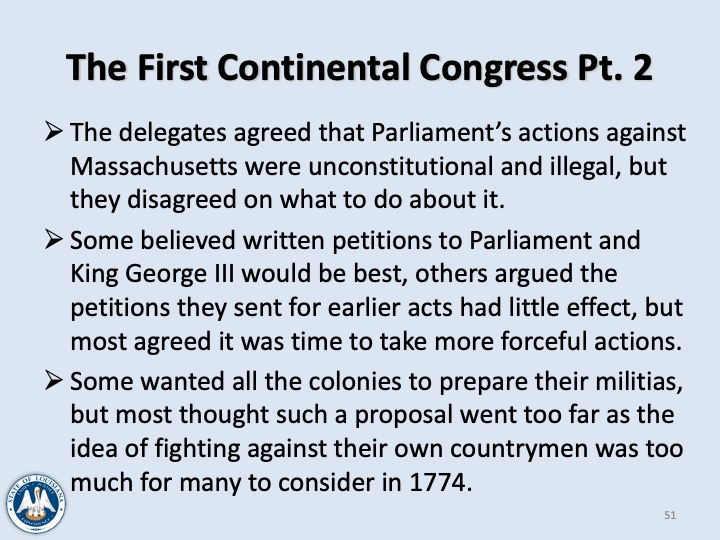 The First Continental Congress Pt. 2
➢ The delegates agreed that Parliament’s actions against
Massachusetts were unconstitutional and illegal, but
they disagreed on what to do about it.
➢ Some believed written petitions to Parliament and
King George III would be best, others argued the
petitions they sent for earlier acts had little effect, but
most agreed it was time to take more forceful actions.
➢ Some wanted all the colonies to prepare their militias,
but most thought such a proposal went too far as the
idea of fighting against their own countrymen was too
much for many to consider in 1774.
STATE OF LOUISIANA
CONFIDENCE
51